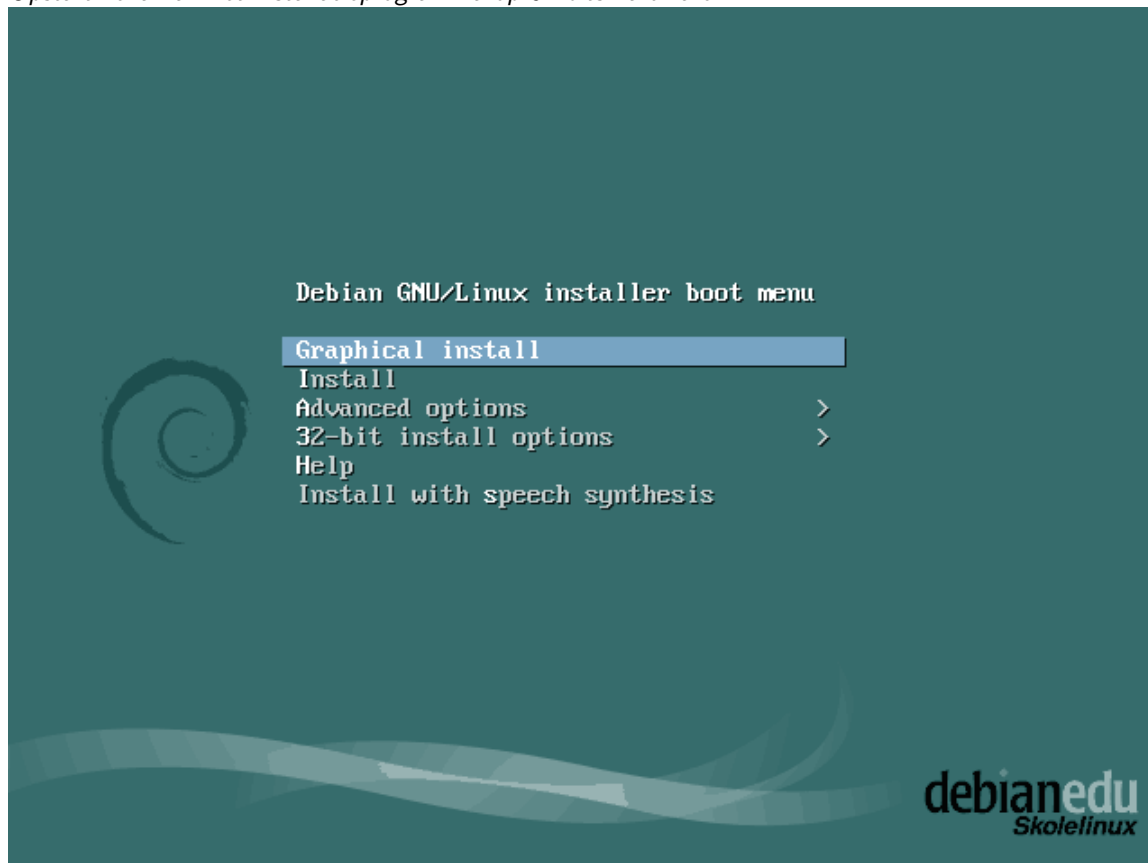 Debian GNU/Linux installer boot menu
Graphical install
Install
Advanced options >
32-bit install options >
Help
Install with speech synthesis
debianedu
Skolelinux